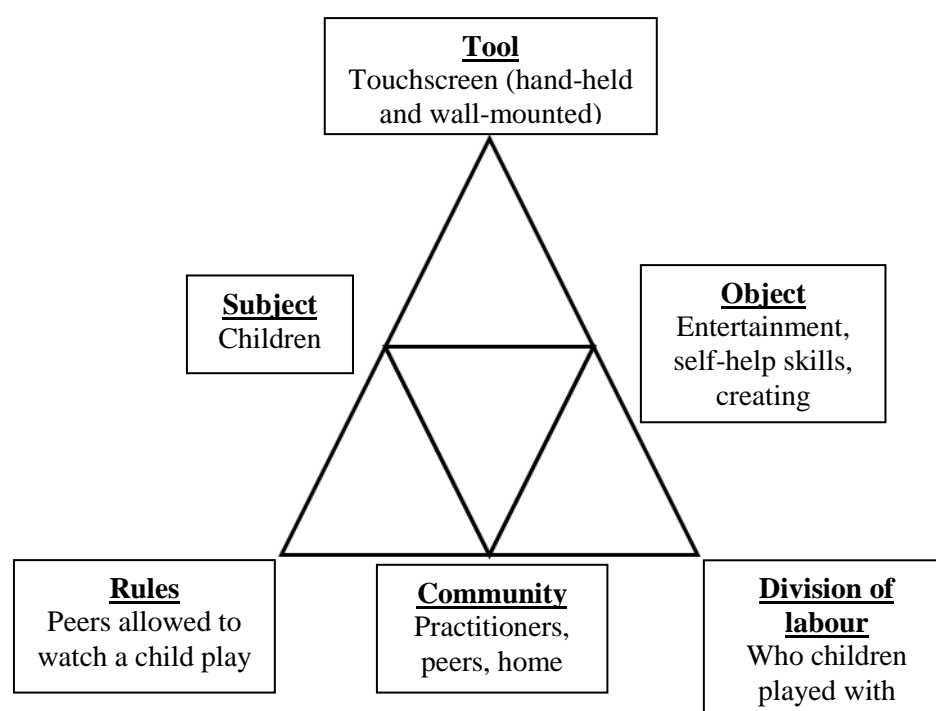 Tool
Touchscreen (hand-held
and wall-mounted)
Subject
Children
Object
Entertainment,
self-help skills,
creating
Rules
Peers allowed to
watch a child play
Community
Practitioners,
peers, home
Division of
labour
Who children
played with